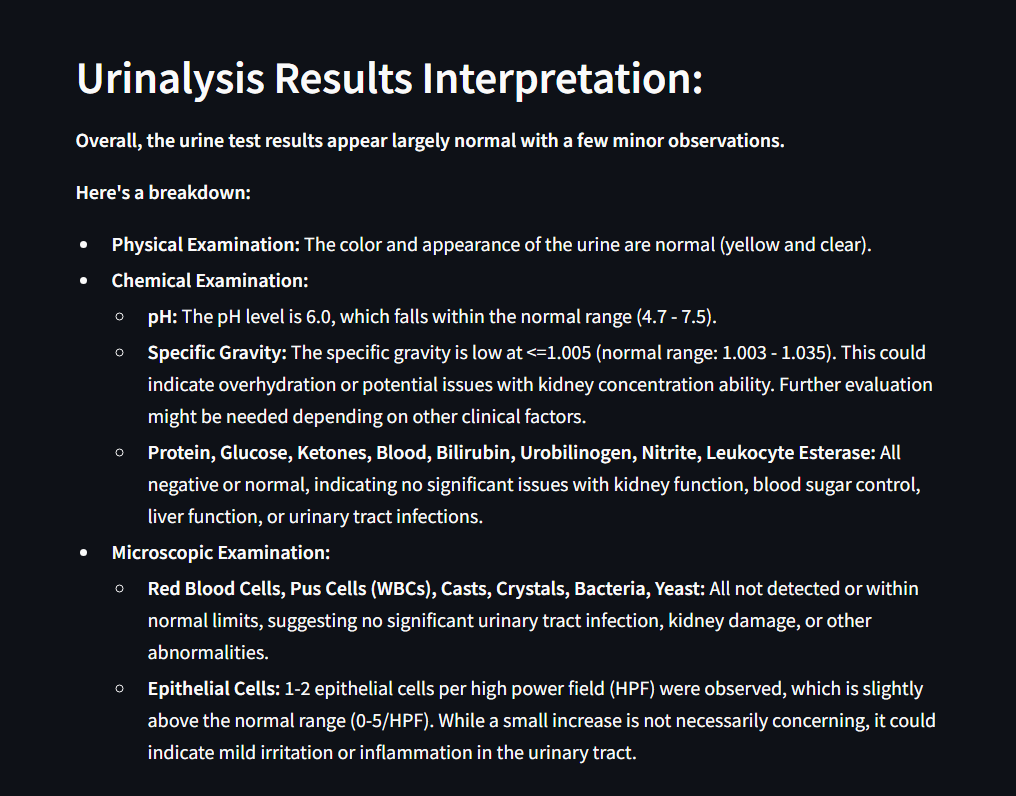 Urinalysis Results Interpretation:
Overall, the urine test results appear largely normal with a few minor observations.
Here's a breakdown:
Physical Examination: The color and appearance of the urine are normal (yellow and clear).
Chemical Examination:
pH: The pH level is 6.0, which falls within the normal range (4.7 - 7.5).
Specific Gravity: The specific gravity is low at <=1.005 (normal range: 1.003 - 1.035). This could
indicate overhydration or potential issues with kidney concentration ability. Further evaluation
might be needed depending on other clinical factors.
Protein, Glucose, Ketones, Blood, Bilirubin, Urobilinogen, Nitrite, Leukocyte Esterase: All
negative or normal, indicating no significant issues with kidney function, blood sugar control,
liver function, or urinary tract infections.
Microscopic Examination:
Red Blood Cells, Pus Cells (WBCs), Casts, Crystals, Bacteria, Yeast: All not detected or within
normal limits, suggesting no significant urinary tract infection, kidney damage, or other
abnormalities.
Epithelial Cells: 1-2 epithelial cells per high power field (HPF) were observed, which is slightly
above the normal range (0-5/HPF). While a small increase is not necessarily concerning, it could
indicate mild irritation or inflammation in the urinary tract.